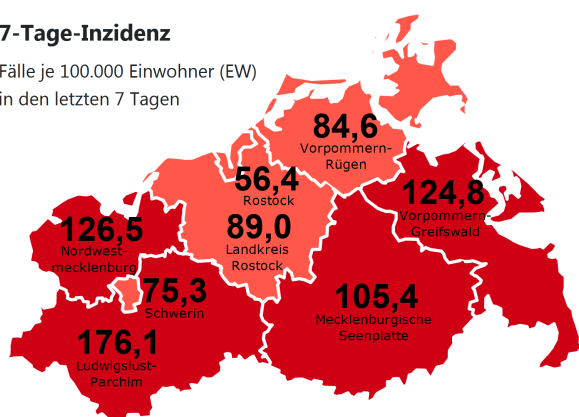 7-Tage-Inzidenz
Fälle je 100.000 Einwohner (EW)
in den letzten 7 Tagen
84,6
Vorpommern-
Rügen
56,4
Rostock
124,8
Vorpommern-
Greifswald
89,0
Landkreis
Rostock
126,5
Nordwest-
mecklenburg
75,3
Schwerin
105,4
Mecklenburgische
Seenplatte
176,1
Ludwigslust-
Parchim